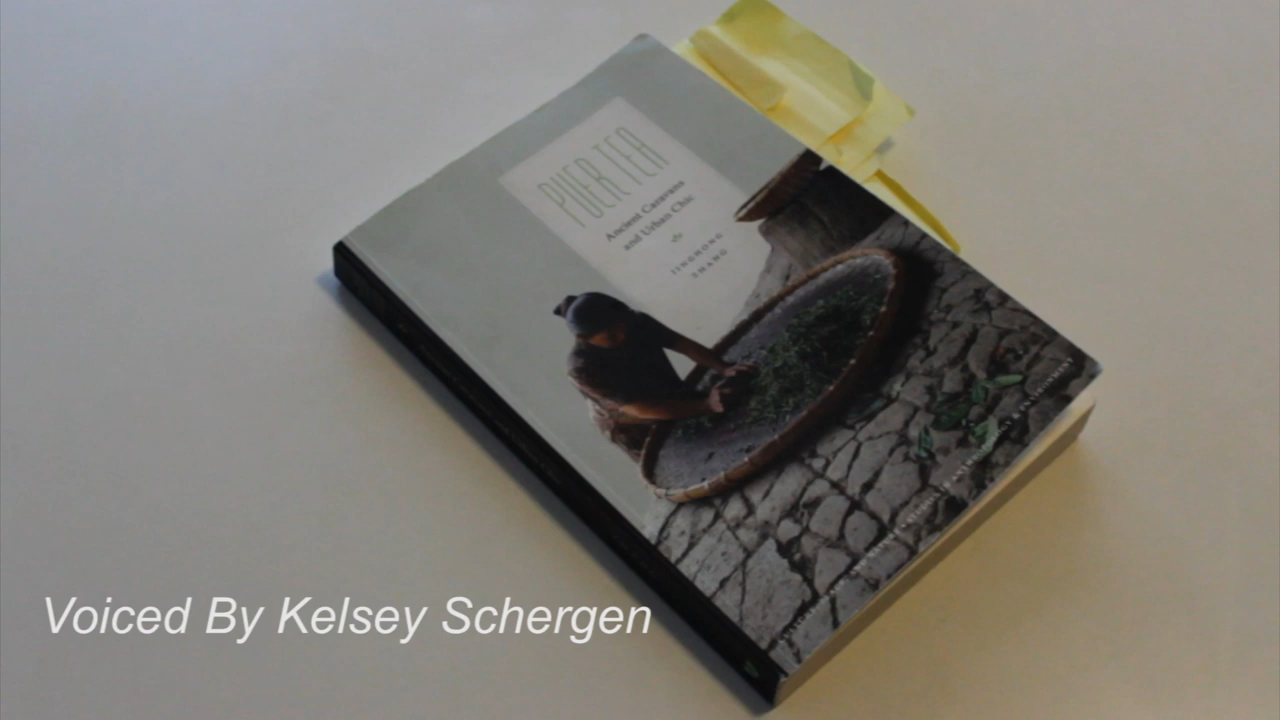 PUER TEA
Ancient Caravans
and Urban Chic
JINGHONG
ZHANG
Voiced By Kelsey Schergen